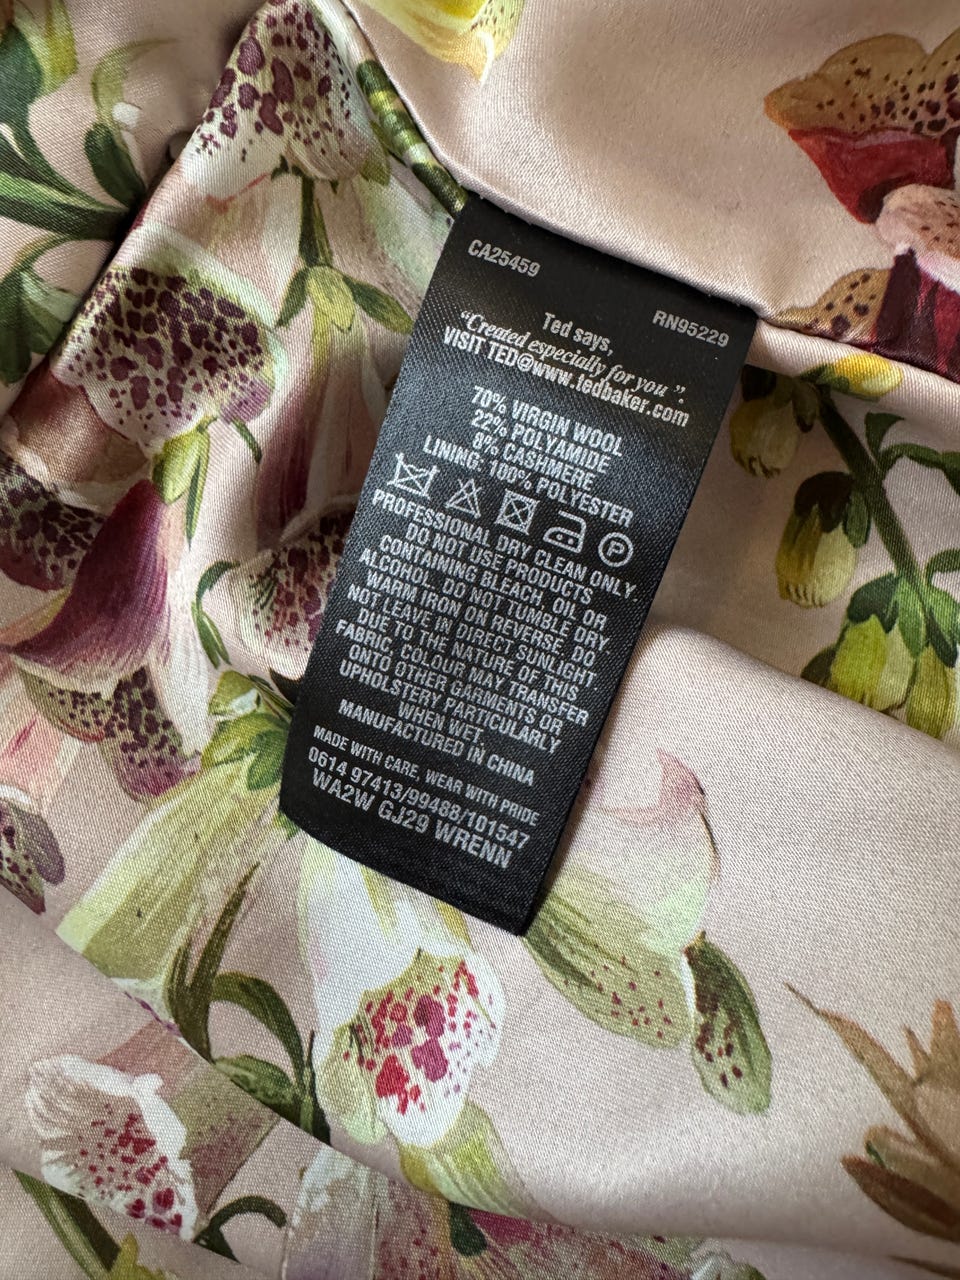 CA25459
RN95229
Ted says,
“Created especially for you ”.
VISIT TED@www.tedbaker.com
70% VIRGIN WOOL
22% POLYAMIDE
8% CASHMERE
LINING: 100% POLYESTER
P
PROFESSIONAL DRY CLEAN ONLY
DO NOT USE PRODUCTS
CONTAINING BLEACH, OIL OR
ALCOHOL. DO NOT TUMBLE DRY
WARM IRON ON REVERSE. DO
NOT LEAVE IN DIRECT SUNLIGHT.
DUE TO THE NATURE OF THIS
FABRIC, COLOUR MAY TRANSFER
ONTO OTHER GARMENTS OR
UPHOLSTERY PARTICULARLY
WHEN WET.
MANUFACTURED IN CHINA
MADE WITH CARE, WEAR WITH PRIDE
0614 97413/99488/101547
WA2W GJ29 WRENN